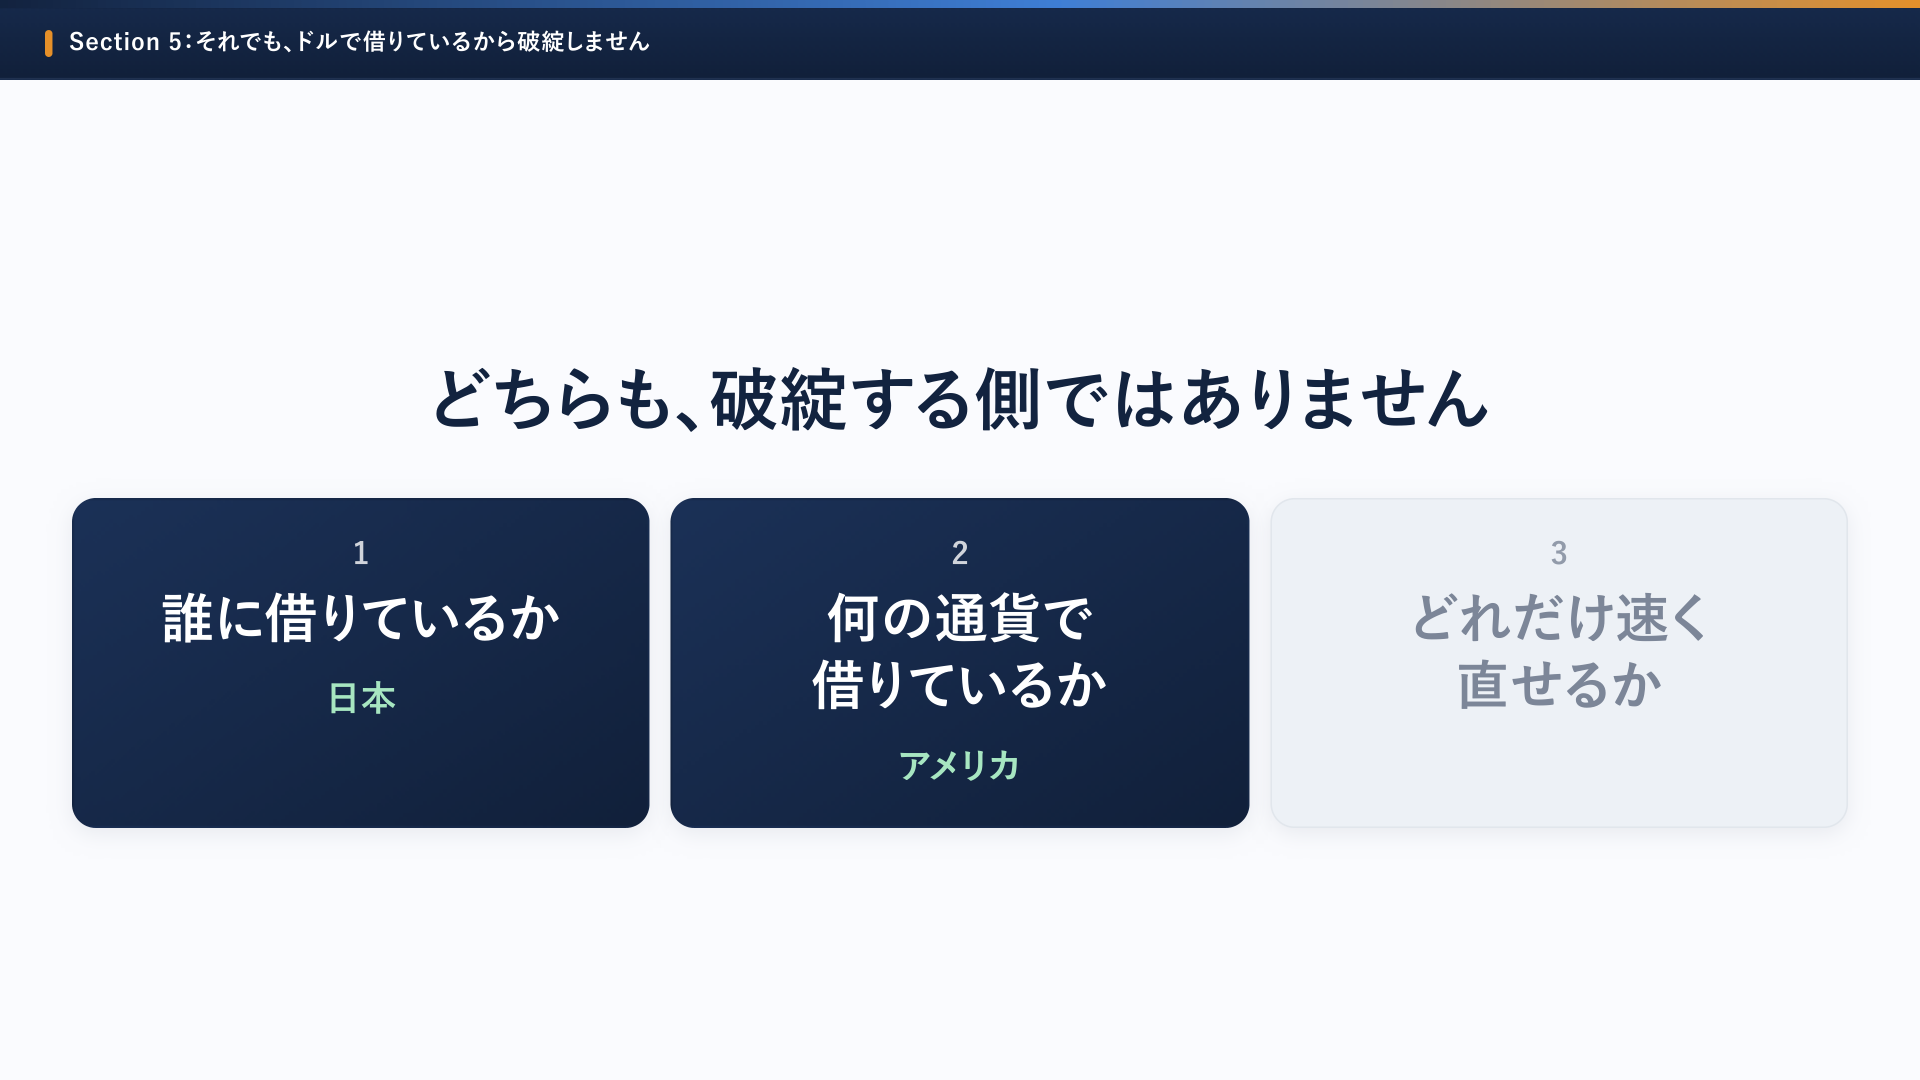 Section 5：それでも、ドルで借りているから破綻しません
どちらも、破綻する側ではありません
1
誰に借りているか
日本
2
何の通貨で
借りているか
アメリカ
3
どれだけ速く
直せるか